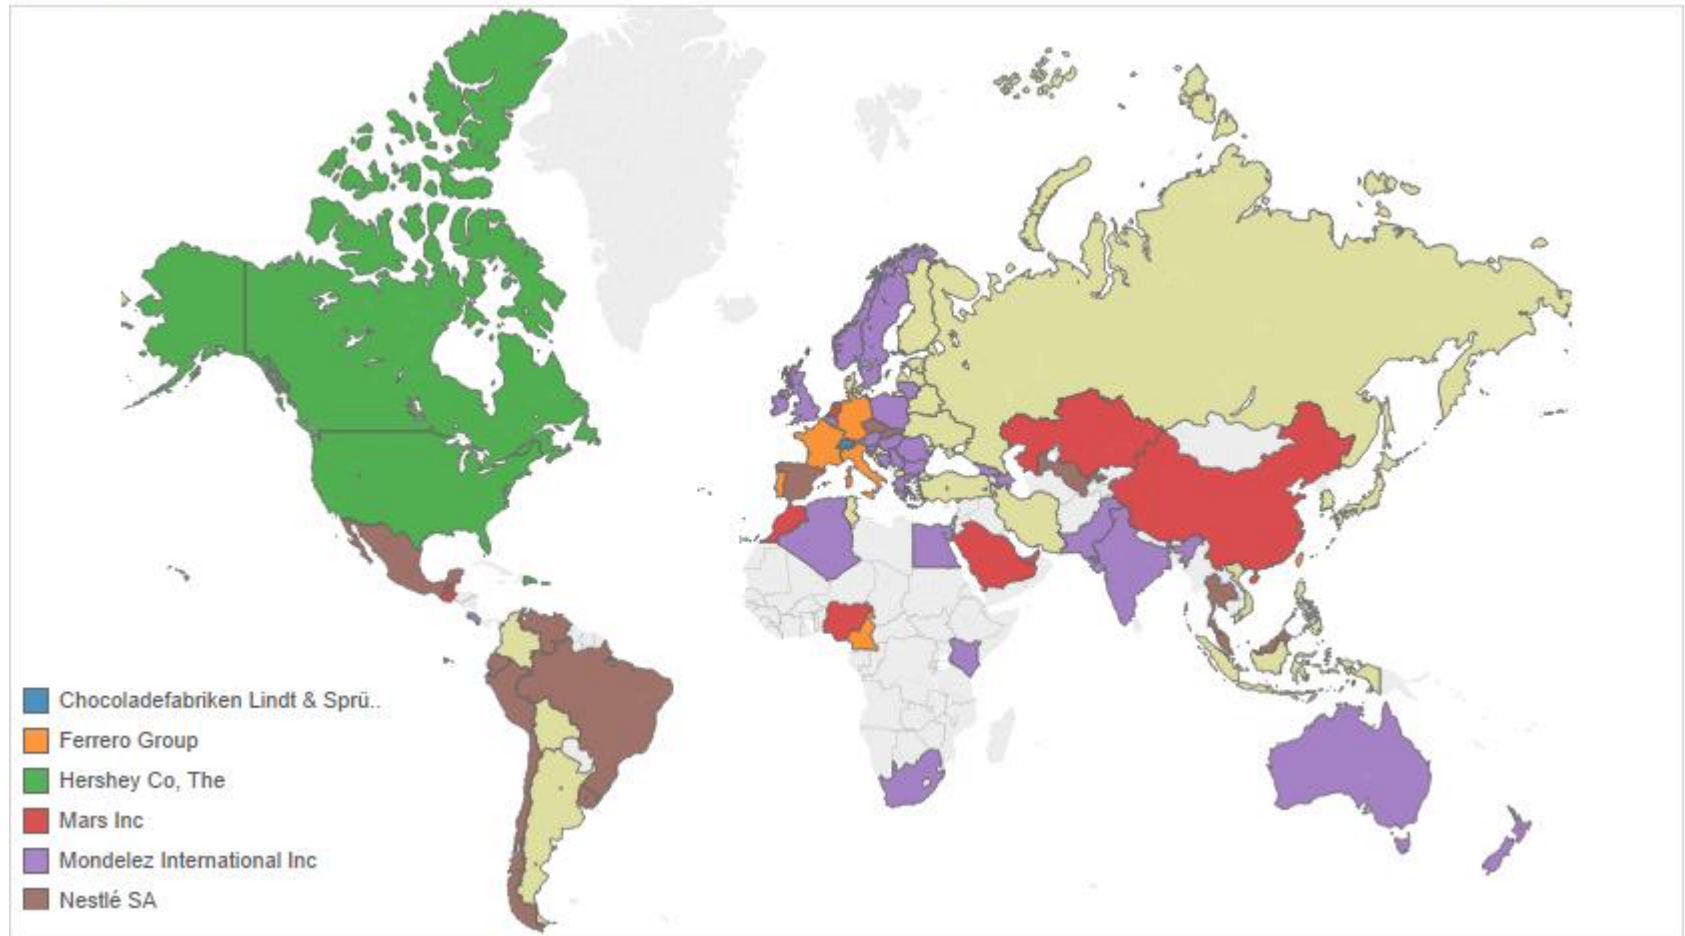 Chocoladefabriken Lindt & Sprü..
Ferrero Group
Hershey Co, The
Mars Inc
Mondelez International Inc
Nestlé SA